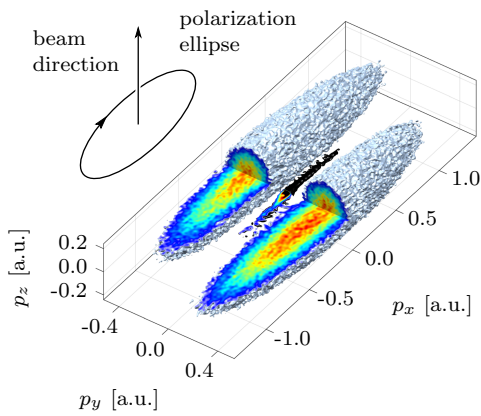 polarization
ellipse
beam
direction
1.0
0.5
0.0
-0.5
-1.0
p_x [a.u.]
0.2
0.0
-0.2
p_z [a.u.]
-0.4
0.0
0.4
p_y [a.u.]